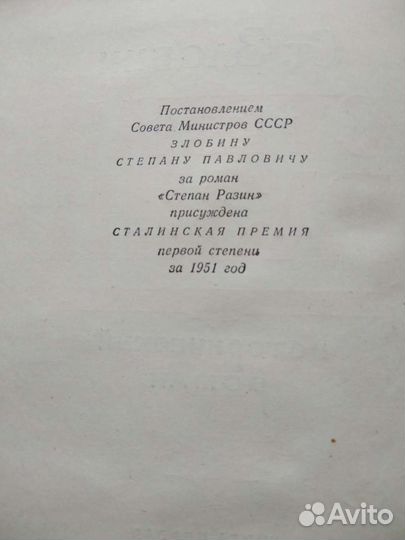 Постановлением
Совета Министров СССР
ЗЛОБИНУ
СТЕПАНУ ПАВЛОВИЧУ
за роман
«Степан Разин»
присуждена
СТАЛИНСКАЯ ПРЕМИЯ
первой степени
за 1951 год
Avito